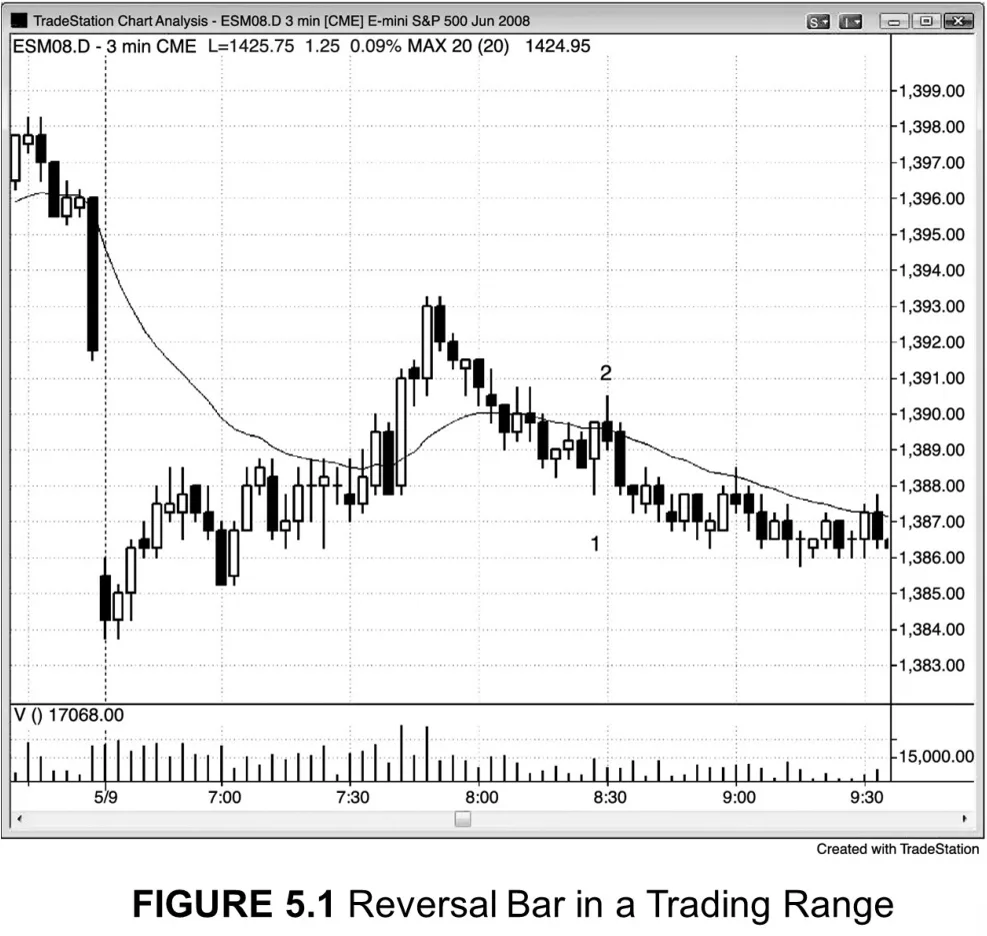 TradeStation Chart Analysis - ESM08.D 3 min [CME] E-mini S&P 500 Jun 2008
S
I
ESM08.D - 3 min CME L=1425.75 1.25 0.09% MAX 20 (20) 1424.95
1,399.00
1,398.00
1,397.00
1,396.00
1,395.00
1,394.00
1,393.00
1,392.00
1,391.00
1,390.00
1,389.00
1,388.00
1,387.00
1,386.00
1,385.00
1,384.00
1,383.00
2
1
V () 17068.00
15,000.00
5/9 7:00 7:30 8:00 8:30 9:00 9:30
Created with TradeStation
FIGURE 5.1 Reversal Bar in a Trading Range